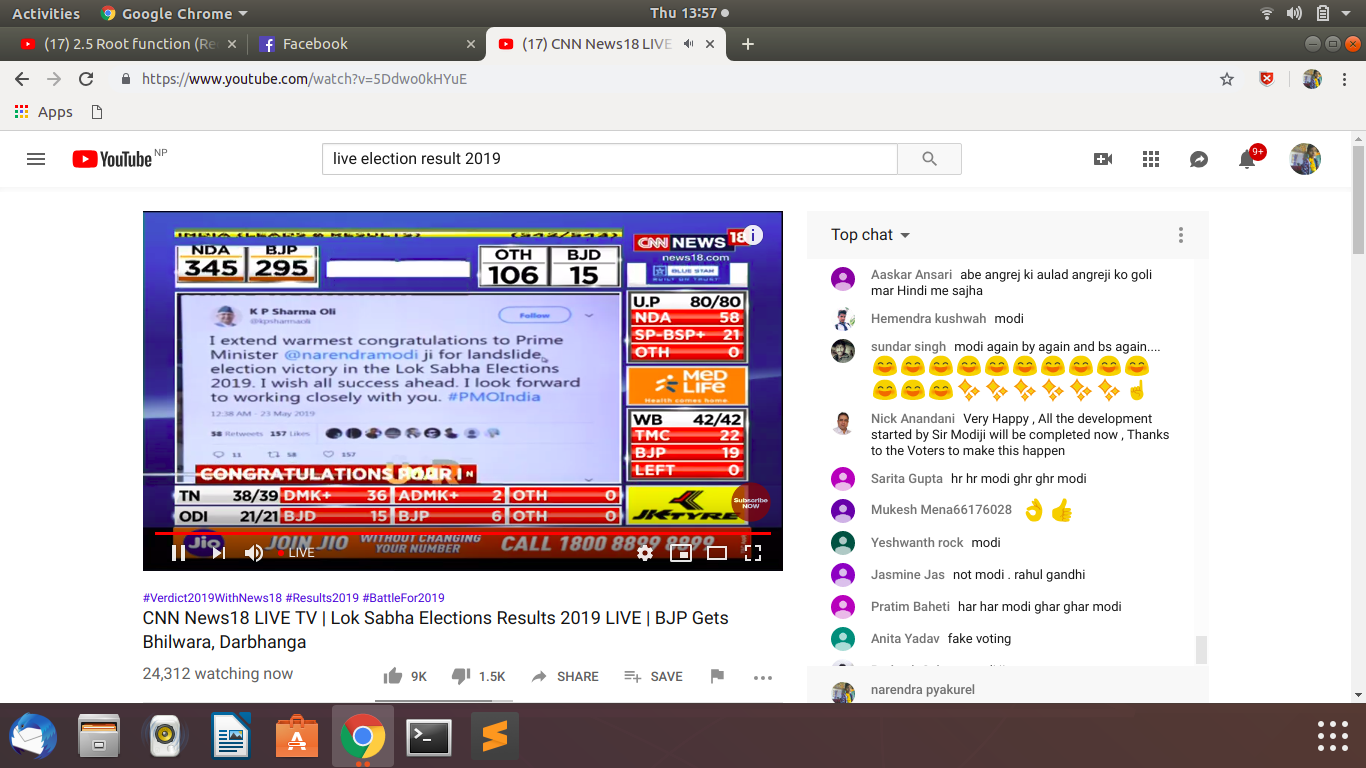 Activities
Google Chrome
Thu 13:57
(17) 2.5 Root function (Re
Facebook
(17) CNN News18 LIVE
https://www.youtube.com/watch?v=5Ddwo0kHYuE
Apps
YouTube NP
live election result 2019
9+
NDA
345
BJP
295
OTH
106
BJD
15
CNN NEWS 18
news18.com
BLUE STAR
K P Sharma Oli
@kpsharmaoli
Follow
I extend warmest congratulations to Prime
Minister @narendramodi ji for landslide
election victory in the Lok Sabha Elections
2019. I wish all success ahead. I look forward
to working closely with you. #PMOIndia
12:38 AM - 23 May 2019
58 Retweets 157 Likes
11 58 157
U.P 80/80
NDA 58
SP-BSP+ 21
OTH 0
MED
LIFE
Health comes home
WB 42/42
TMC 22
BJP 19
LEFT 0
CONGRATULATIONS
TN 38/39 DMK+ 36 ADMK+ 2 OTH 0
ODI 21/21 BJD 15 BJP 6 OTH 0
Subscribe
NOW
JK TYRE
Jio JOIN JIO WITHOUT CHANGING
YOUR NUMBER CALL 1800 8899 8899
LIVE
#Verdict2019WithNews18 #Results2019 #BattleFor2019
CNN News18 LIVE TV | Lok Sabha Elections Results 2019 LIVE | BJP Gets
Bhilwara, Darbhanga
24,312 watching now
9K
1.5K
SHARE
SAVE
Top chat
Aaskar Ansari abe angrej ki aulad angreji ko goli
mar Hindi me sajha
Hemendra kushwah modi
sundar singh modi again by again and bs again....
😊😊😊😊😊😊😊😊😊😊
😊😊😊✨✨✨✨✨✨☝
Nick Anandani Very Happy , All the development
started by Sir Modiji will be completed now , Thanks
to the Voters to make this happen
Sarita Gupta hr hr modi ghr ghr modi
Mukesh Mena66176028 👌👍
Yeshwanth rock modi
Jasmine Jas not modi . rahul gandhi
Pratim Baheti har har modi ghar ghar modi
Anita Yadav fake voting
narendra pyakurel